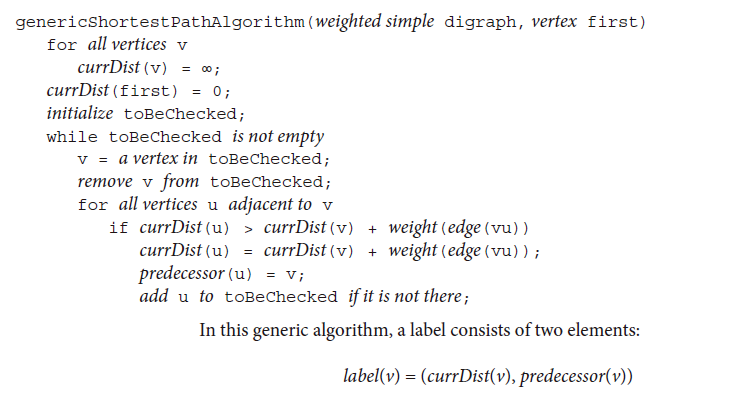 genericShortestPathAlgorithm(weighted simple digraph, vertex first)
for all vertices v
currDist(v) = ∞;
currDist(first) = 0;
initialize toBeChecked;
while toBeChecked is not empty
v = a vertex in toBeChecked;
remove v from toBeChecked;
for all vertices u adjacent to v
if currDist(u) > currDist(v) + weight(edge(vu))
currDist(u) = currDist(v) + weight(edge(vu));
predecessor(u) = v;
add u to toBeChecked if it is not there;
In this generic algorithm, a label consists of two elements:
label(v) = (currDist(v), predecessor(v))